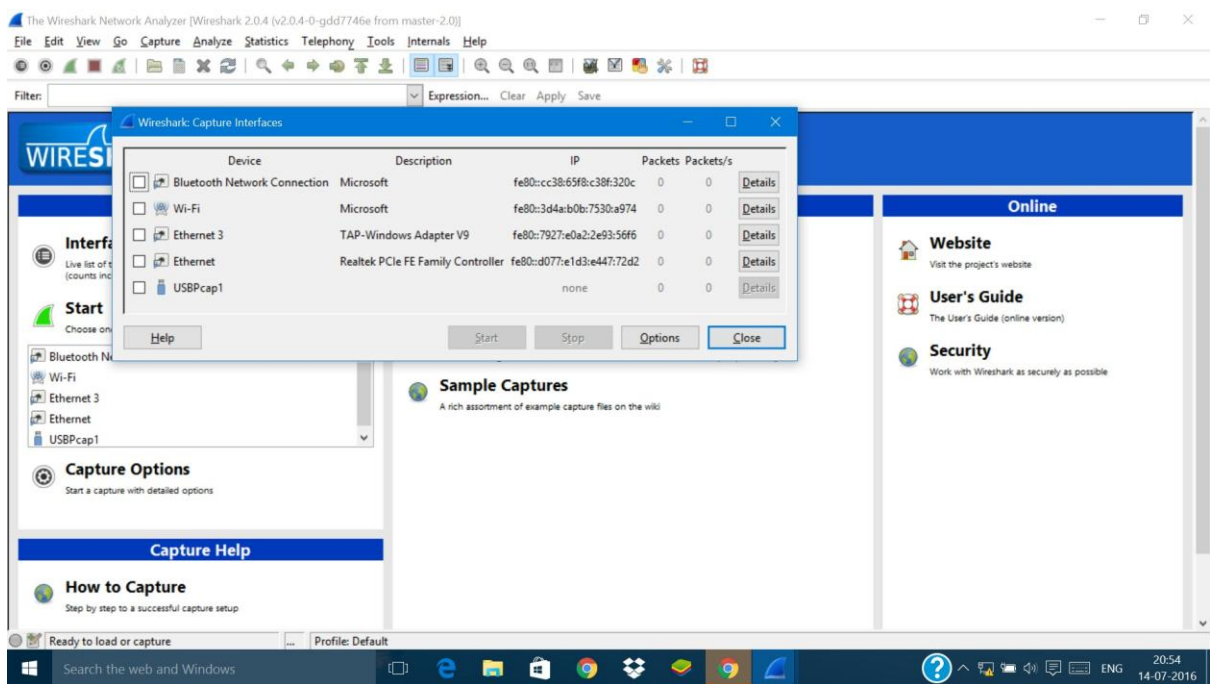 The Wireshark Network Analyzer [Wireshark 2.0.4 (v2.0.4-0-gdd7746e from master-2.0)]
File Edit View Go Capture Analyze Statistics Telephony Tools Internals Help
Filter: Expression... Clear Apply Save
Wireshark: Capture Interfaces
Device Description IP Packets Packets/s
Bluetooth Network Connection Microsoft fe80::cc38:65f8:c38f:320c 0 0 Details
Wi-Fi Microsoft fe80::3d4a:b0b:7530:a974 0 0 Details
Ethernet 3 TAP-Windows Adapter V9 fe80::7927:e0a2:2e93:56f6 0 0 Details
Ethernet Realtek PCIe FE Family Controller fe80::d077:e1d3:e447:72d2 0 0 Details
USBPcap1 none 0 0 Details
Help Start Stop Options Close
WIRES
Interfa
Live list of t
(counts inc
Start
Choose on
Bluetooth Ne
Wi-Fi
Ethernet 3
Ethernet
USBPcap1
Capture Options
Start a capture with detailed options
Capture Help
How to Capture
Step by step to a successful capture setup
Sample Captures
A rich assortment of example capture files on the wiki
Online
Website
Visit the project's website
User's Guide
The User's Guide (online version)
Security
Work with Wireshark as securely as possible
Ready to load or capture ... Profile: Default
Search the web and Windows
ENG
20:54
14-07-2016